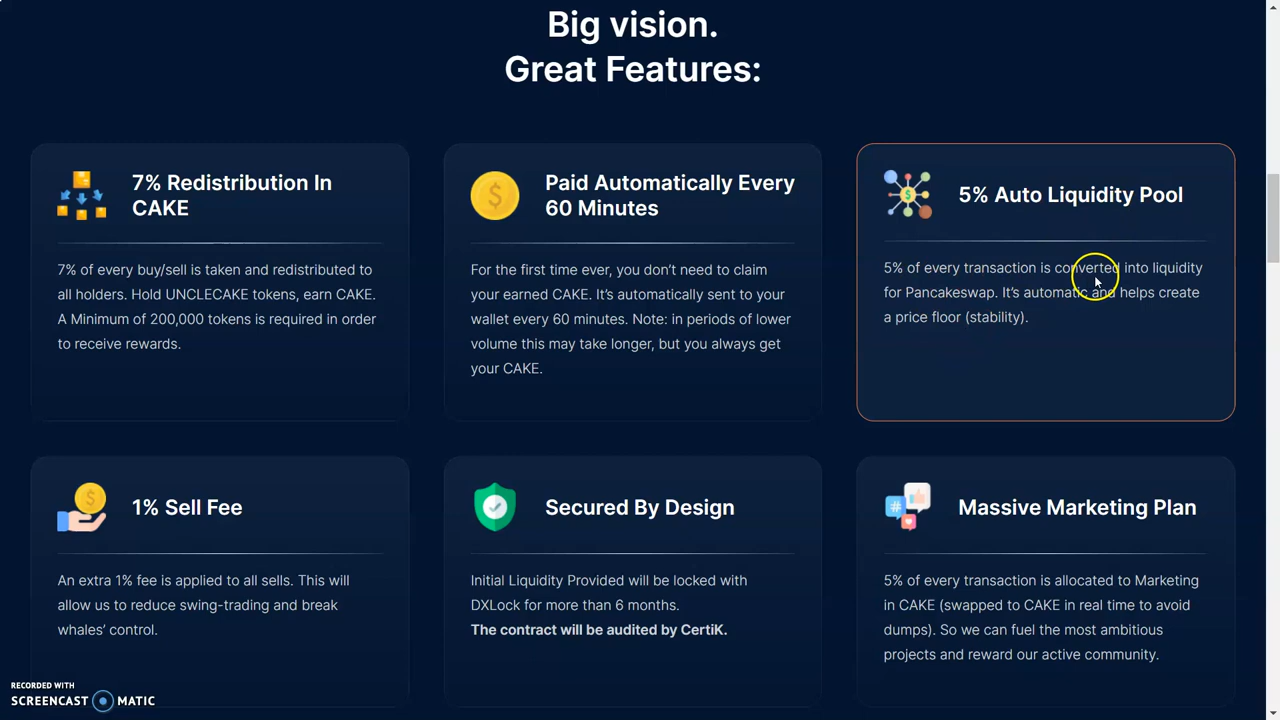 Big vision.
Great Features:
7% Redistribution In
CAKE
7% of every buy/sell is taken and redistributed to
all holders. Hold UNCLECAKE tokens, earn CAKE.
A Minimum of 200,000 tokens is required in order
to receive rewards.
Paid Automatically Every
60 Minutes
For the first time ever, you don’t need to claim
your earned CAKE. It’s automatically sent to your
wallet every 60 minutes. Note: in periods of lower
volume this may take longer, but you always get
your CAKE.
5% Auto Liquidity Pool
5% of every transaction is converted into liquidity
for Pancakeswap. It’s automatic and helps create
a price floor (stability).
1% Sell Fee
An extra 1% fee is applied to all sells. This will
allow us to reduce swing-trading and break
whales’ control.
Secured By Design
Initial Liquidity Provided will be locked with
DXLock for more than 6 months.
The contract will be audited by CertiK.
Massive Marketing Plan
5% of every transaction is allocated to Marketing
in CAKE (swapped to CAKE in real time to avoid
dumps). So we can fuel the most ambitious
projects and reward our active community.
RECORDED WITH
SCREENCAST MATIC